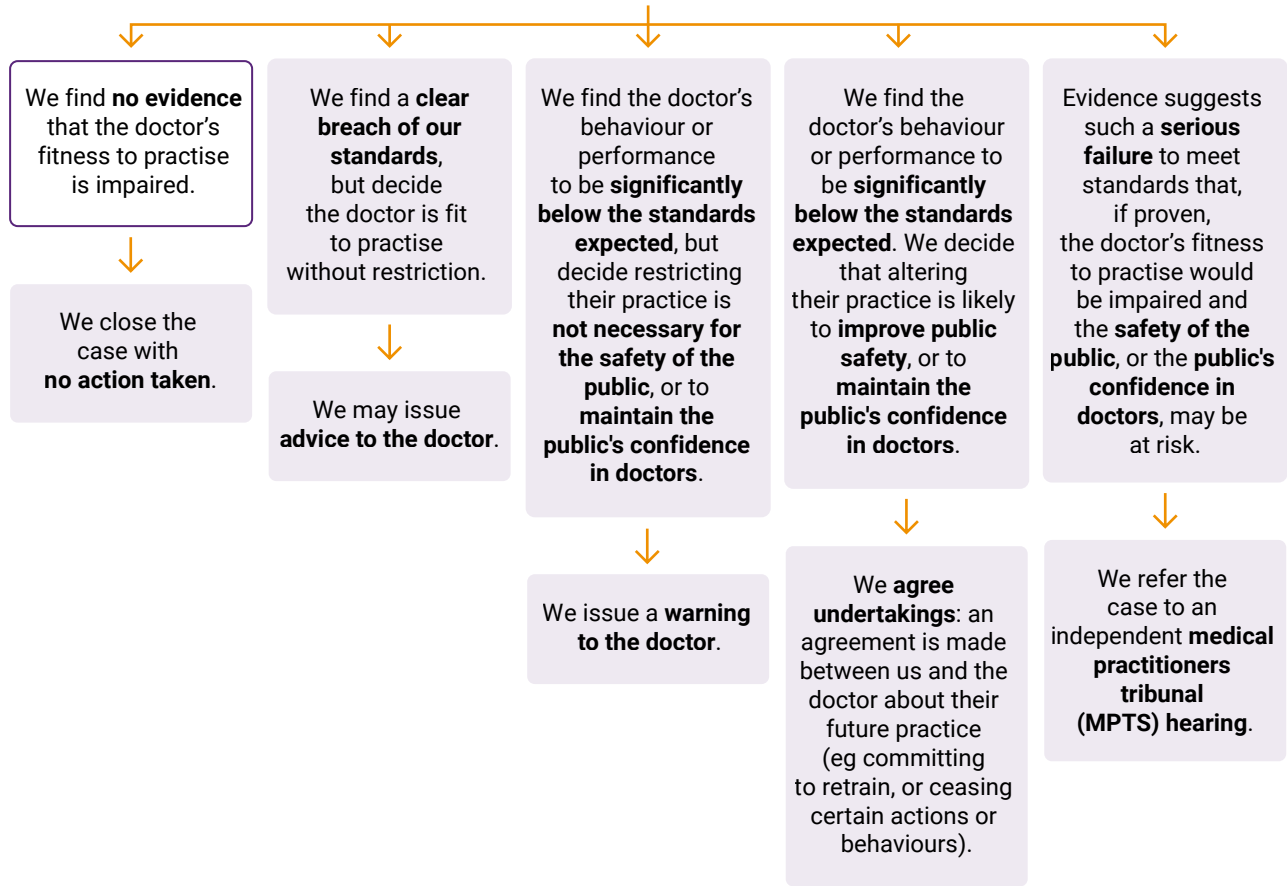 We find no evidence
that the doctor's
fitness to practise
is impaired.
We close the
case with
no action taken.
We find a clear
breach of our
standards,
but decide
the doctor is fit
to practise
without restriction.
We may issue
advice to the doctor.
We find the doctor's
behaviour or
performance
to be significantly
below the standards
expected, but
decide restricting
their practice is
not necessary for
the safety of the
public, or to
maintain the
public's confidence
in doctors.
We issue a warning
to the doctor.
We find the
doctor's behaviour
or performance to
be significantly
below the standards
expected. We decide
that altering
their practice is likely
to improve public
safety, or to
maintain the
public's confidence
in doctors.
We agree
undertakings: an
agreement is made
between us and the
doctor about their
future practice
(eg committing
to retrain, or ceasing
certain actions or
behaviours).
Evidence suggests
such a serious
failure to meet
standards that,
if proven,
the doctor's fitness
to practise would
be impaired and
the safety of the
public, or the public's
confidence in
doctors, may be
at risk.
We refer the
case to an
independent medical
practitioners
tribunal
(MPTS) hearing.